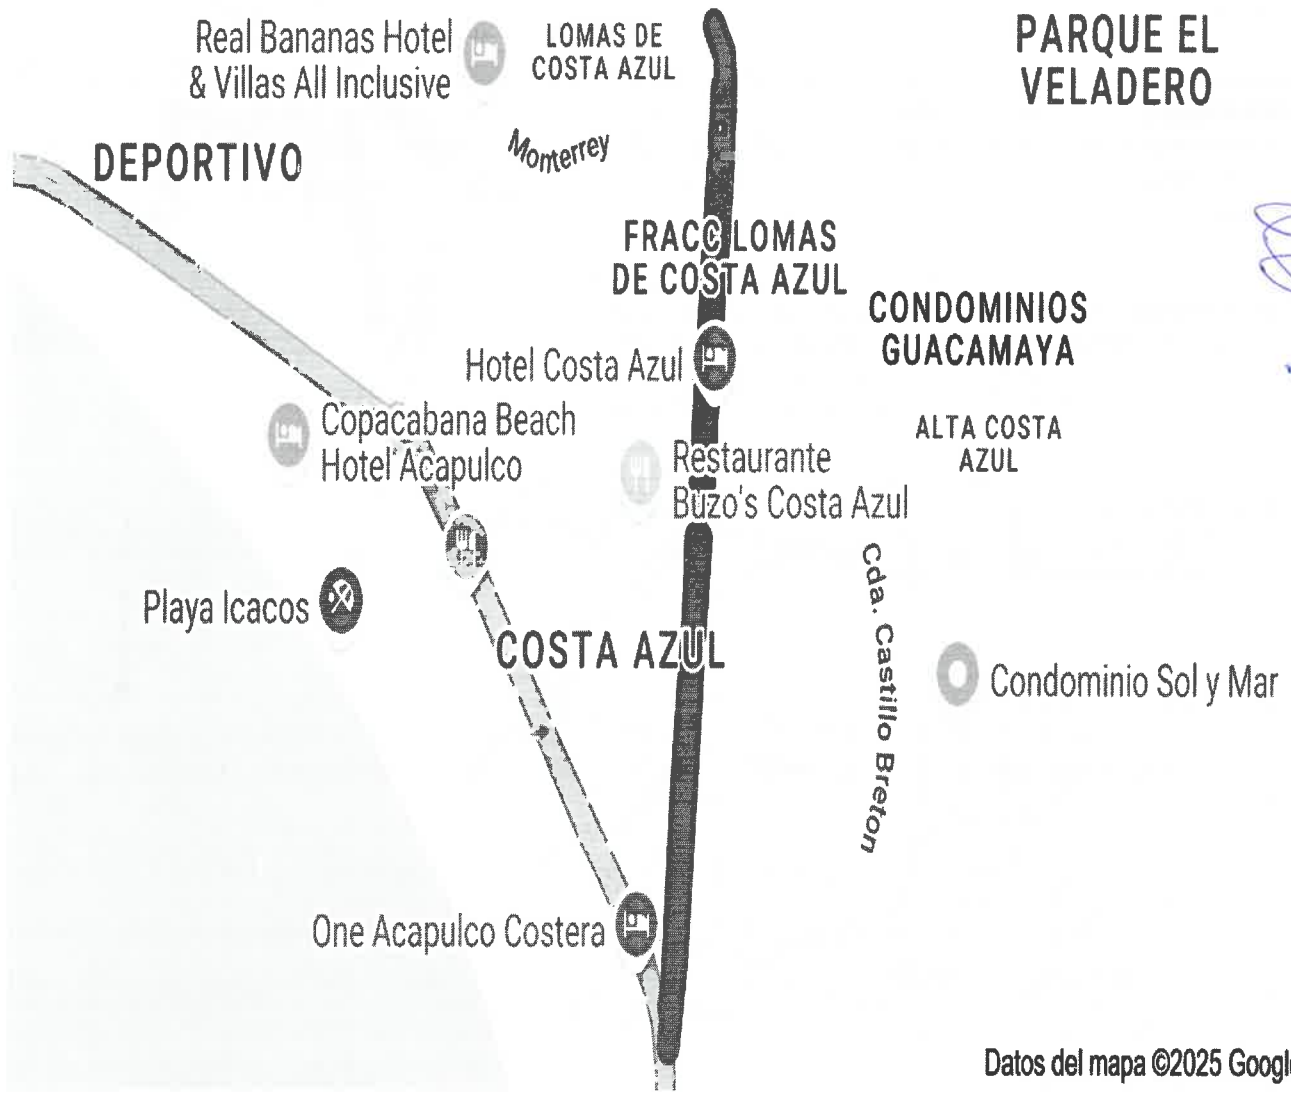 Real Bananas Hotel
& Villas All Inclusive
LOMAS DE
COSTA AZUL
PARQUE EL
VELADERO
Monterrey
DEPORTIVO
FRACC LOMAS
DE COSTA AZUL
CONDOMINIOS
GUACAMAYA
Hotel Costa Azul
Copacabana Beach
Hotel Acapulco
ALTA COSTA
AZUL
Restaurante
Buzo's Costa Azul
Cda. Castillo Breton
Playa Icacos
COSTA AZUL
Condominio Sol y Mar
One Acapulco Costera
Datos del mapa ©2025 Google